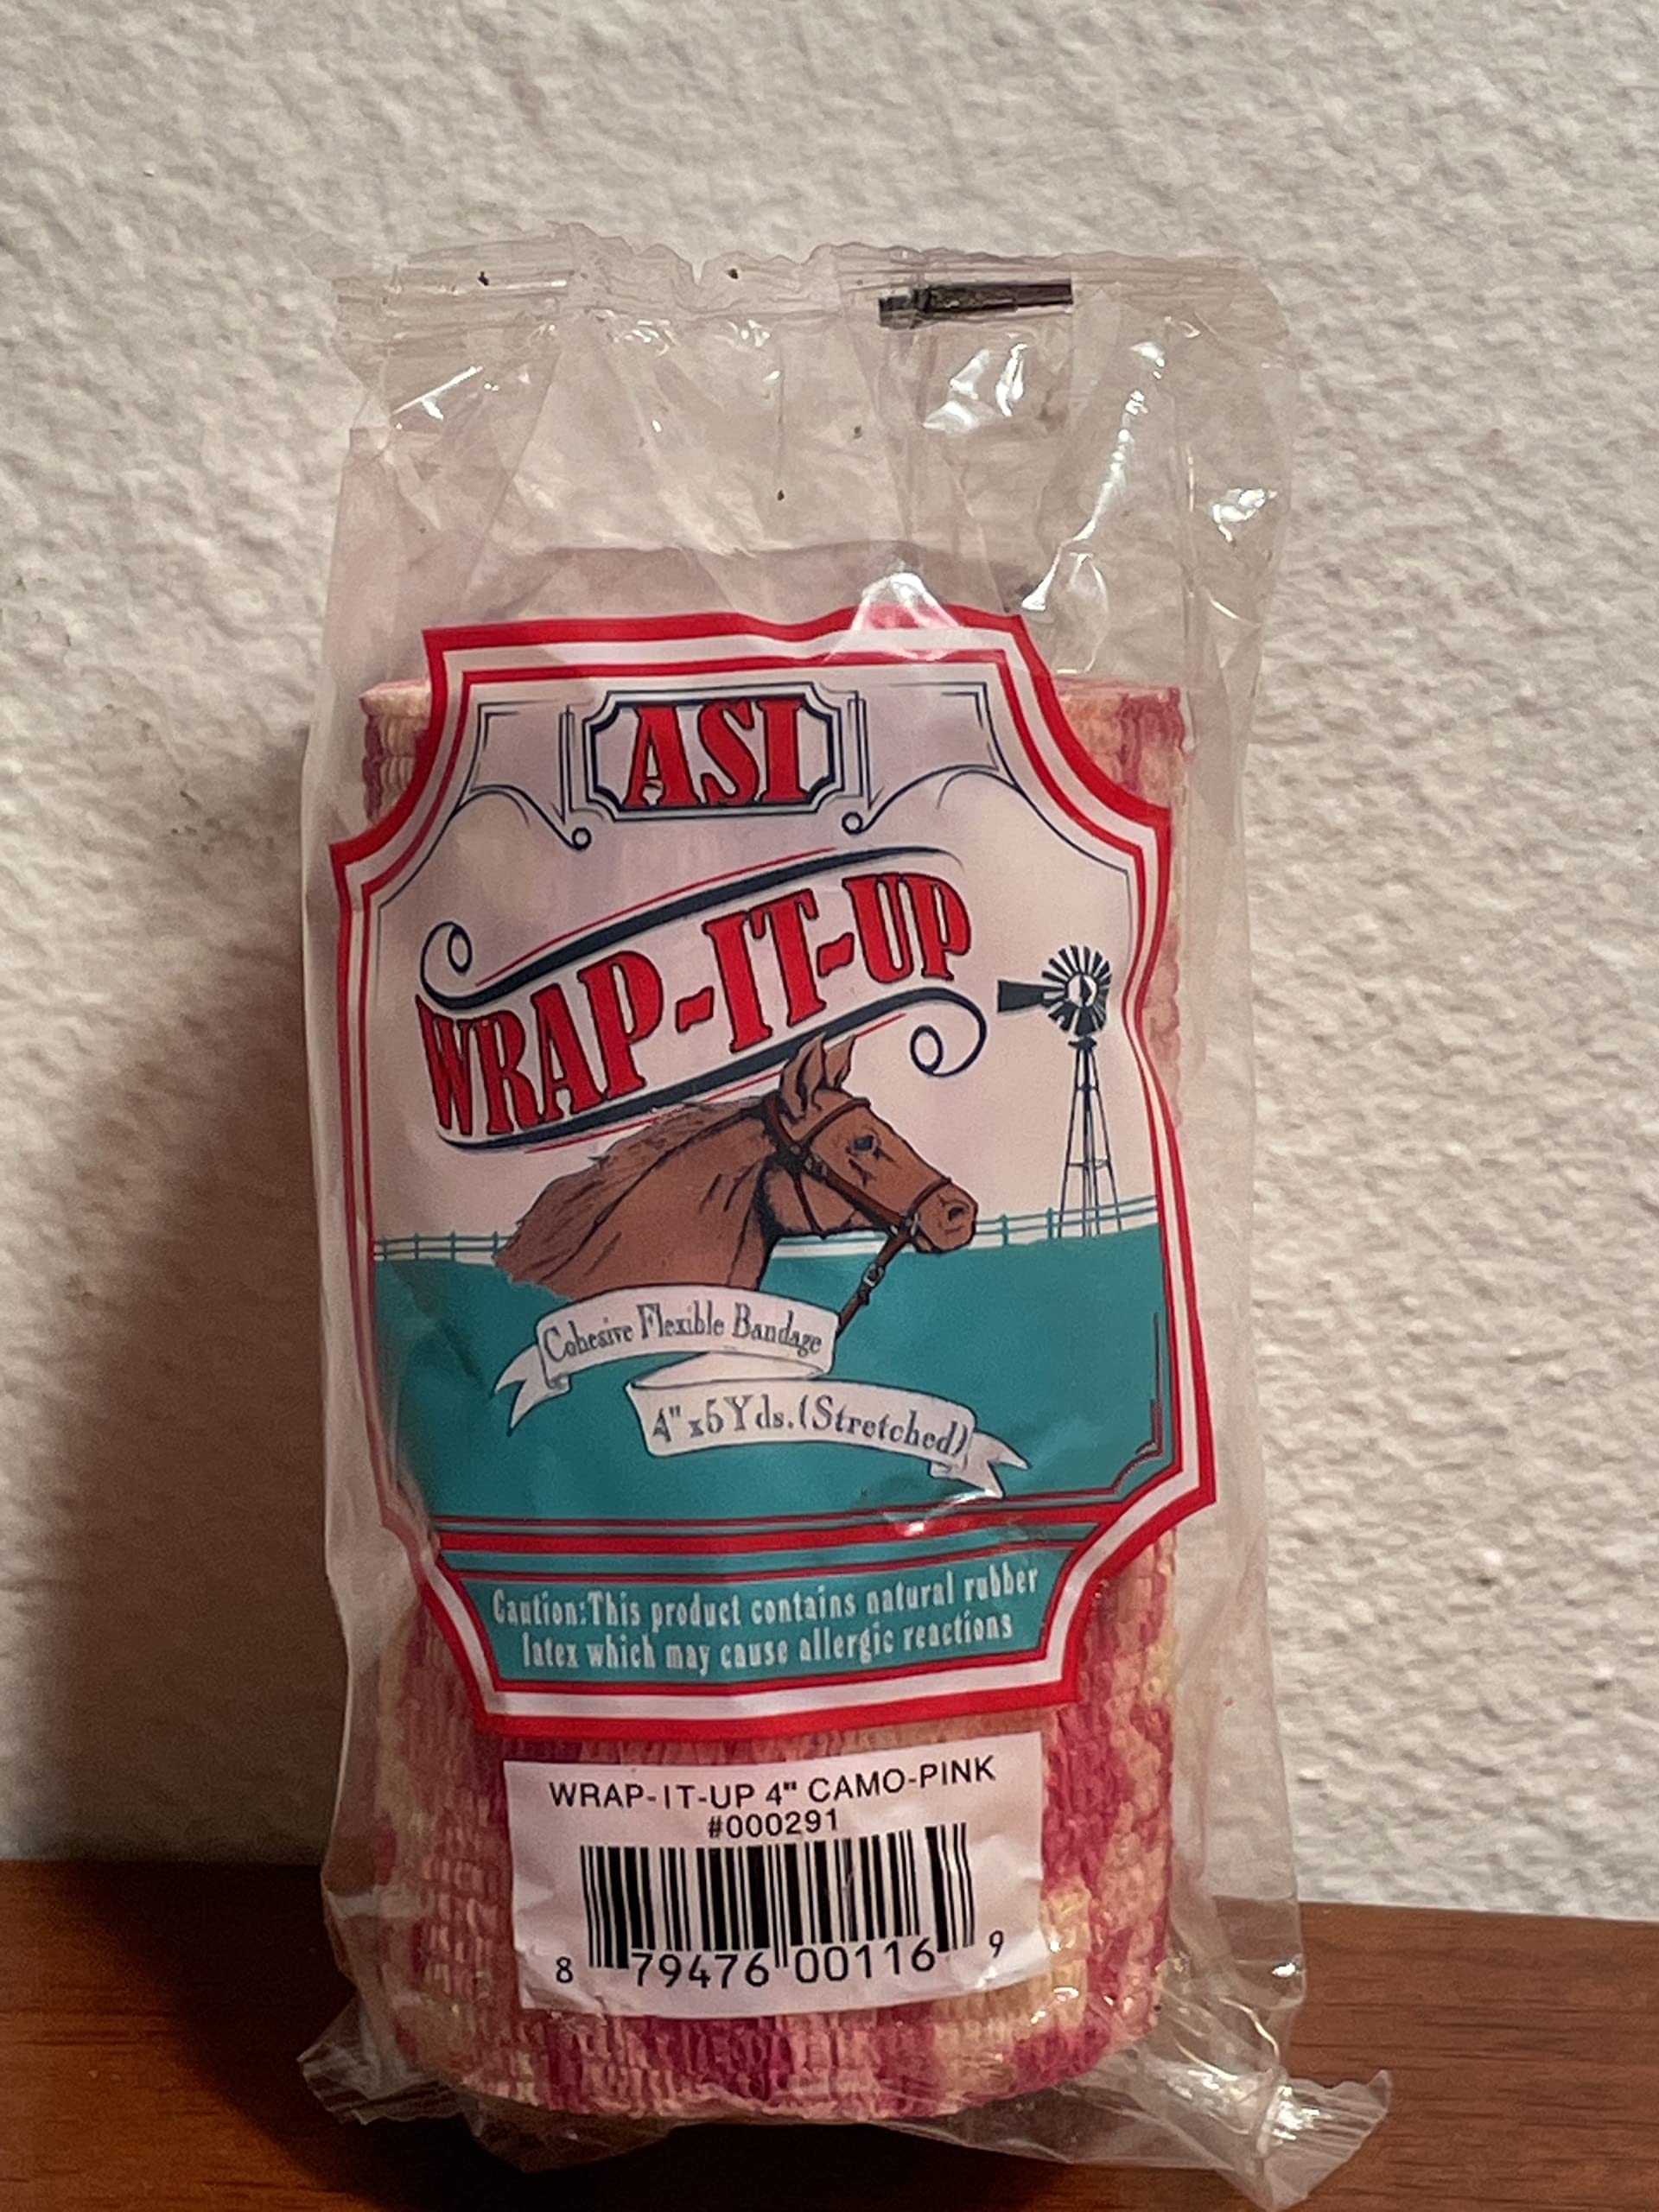 ASI
WRAP-IT-UP
Cohesive Flexible Bandage
4" x5 Yds. (Stretched)
Caution: This product contains natural rubber
latex which may cause allergic reactions
WRAP-IT-UP 4" CAMO-PINK
#000291
8 79476 00116 9